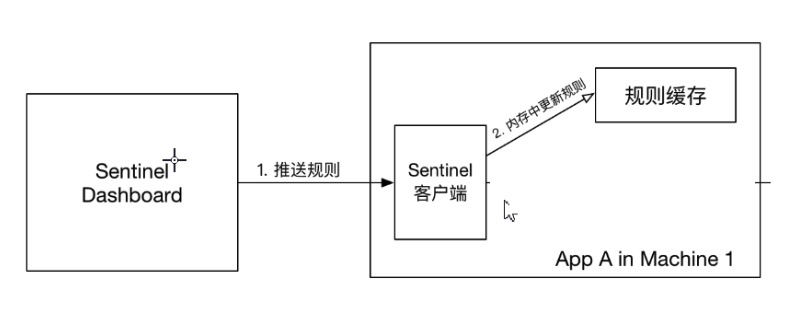 Sentinel
Dashboard
1. 推送规则
Sentinel
客户端
2. 内存中更新规则
规则缓存
App A in Machine 1